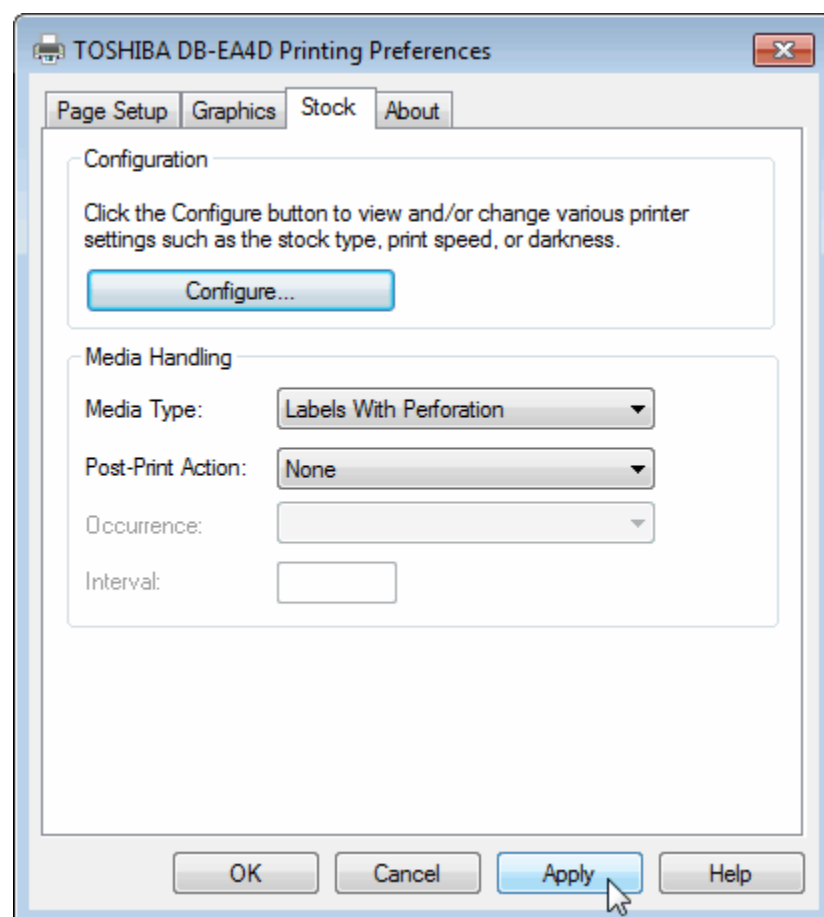 TOSHIBA DB-EA4D Printing Preferences
Page Setup Graphics Stock About
Configuration
Click the Configure button to view and/or change various printer
settings such as the stock type, print speed, or darkness.
Configure...
Media Handling
Media Type: Labels With Perforation
Post-Print Action: None
Occurrence:
Interval:
OK Cancel Apply Help